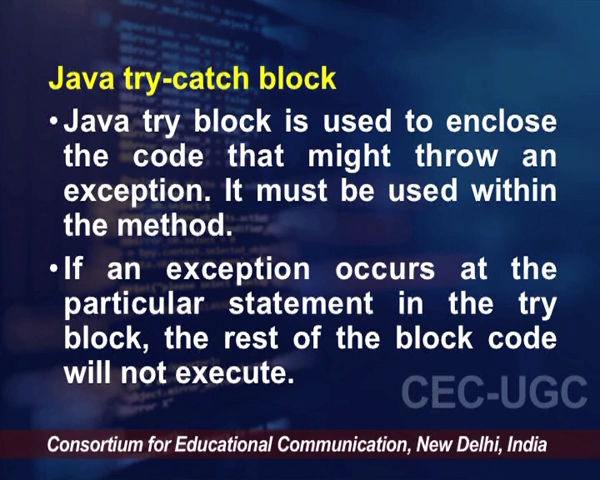 Java try-catch block
•Java try block is used to enclose
the code that might throw an
exception. It must be used within
the method.
•If an exception occurs at the
particular statement in the try
block, the rest of the block code
will not execute.
CEC-UGC
Consortium for Educational Communication, New Delhi, India